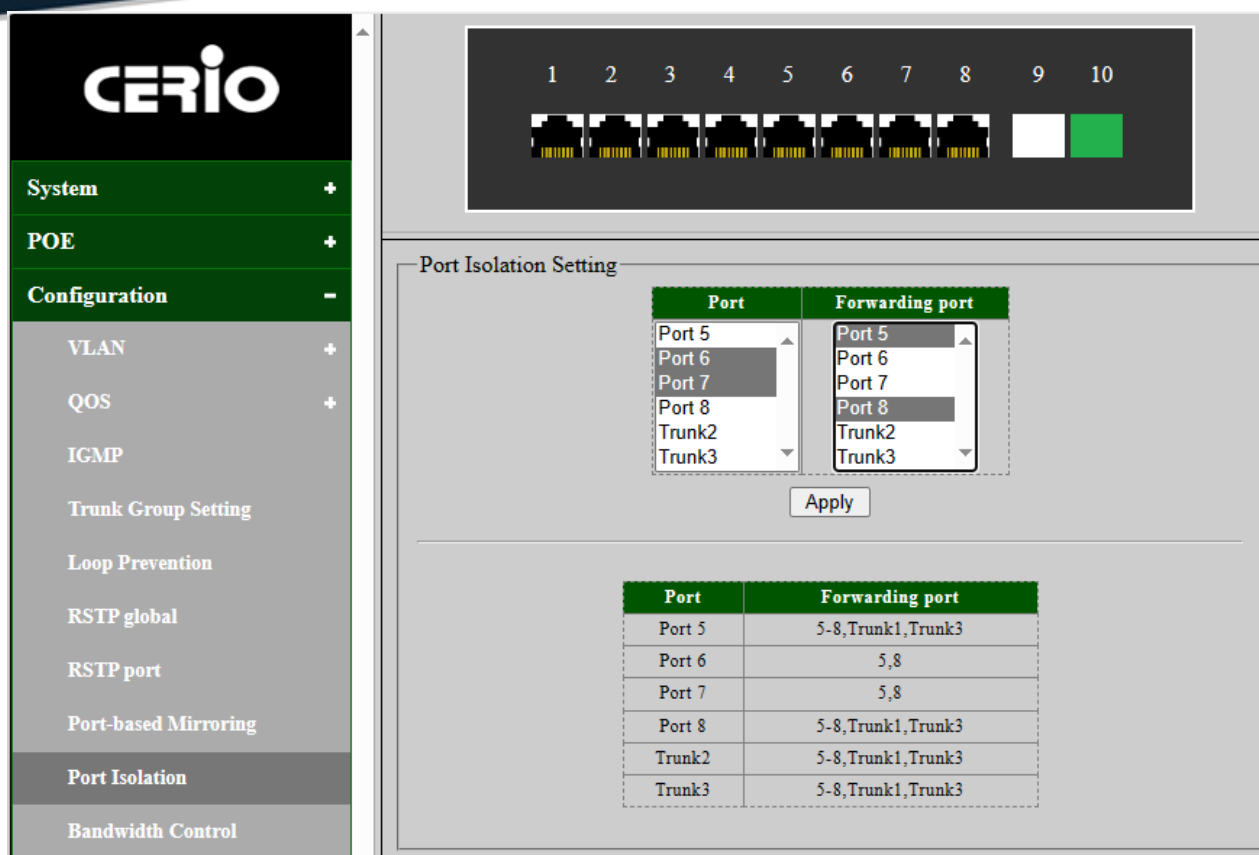 CERIO
1 2 3 4 5 6 7 8 9 10
System
POE
Configuration
VLAN
QOS
IGMP
Trunk Group Setting
Loop Prevention
RSTP global
RSTP port
Port-based Mirroring
Port Isolation
Bandwidth Control
Port Isolation Setting
Port Forwarding port
Port 5 Port 5
Port 6 Port 6
Port 7 Port 7
Port 8 Port 8
Trunk2 Trunk2
Trunk3 Trunk3
Apply
Port Forwarding port
Port 5 5-8,Trunk1,Trunk3
Port 6 5,8
Port 7 5,8
Port 8 5-8,Trunk1,Trunk3
Trunk2 5-8,Trunk1,Trunk3
Trunk3 5-8,Trunk1,Trunk3